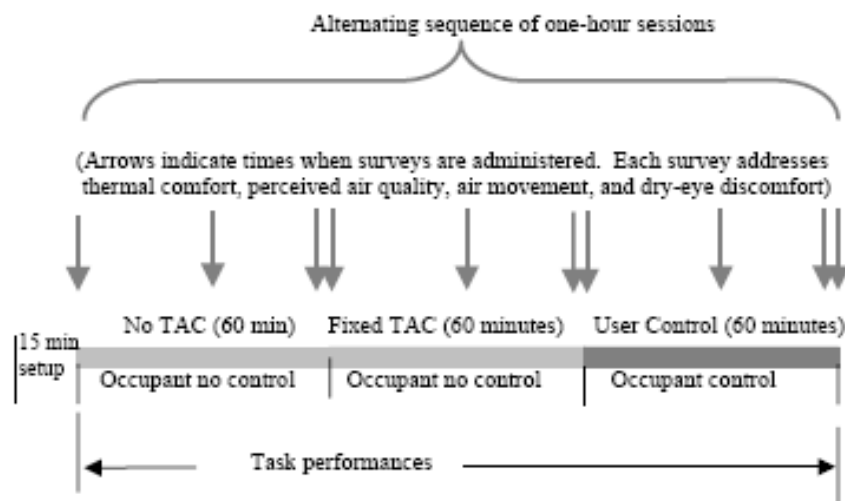 Alternating sequence of one-hour sessions
(Arrows indicate times when surveys are administered. Each survey addresses
thermal comfort, perceived air quality, air movement, and dry-eye discomfort)
No TAC (60 min)
Fixed TAC (60 minutes)
User Control (60 minutes)
15 min
setup
Occupant no control
Occupant no control
Occupant control
Task performances